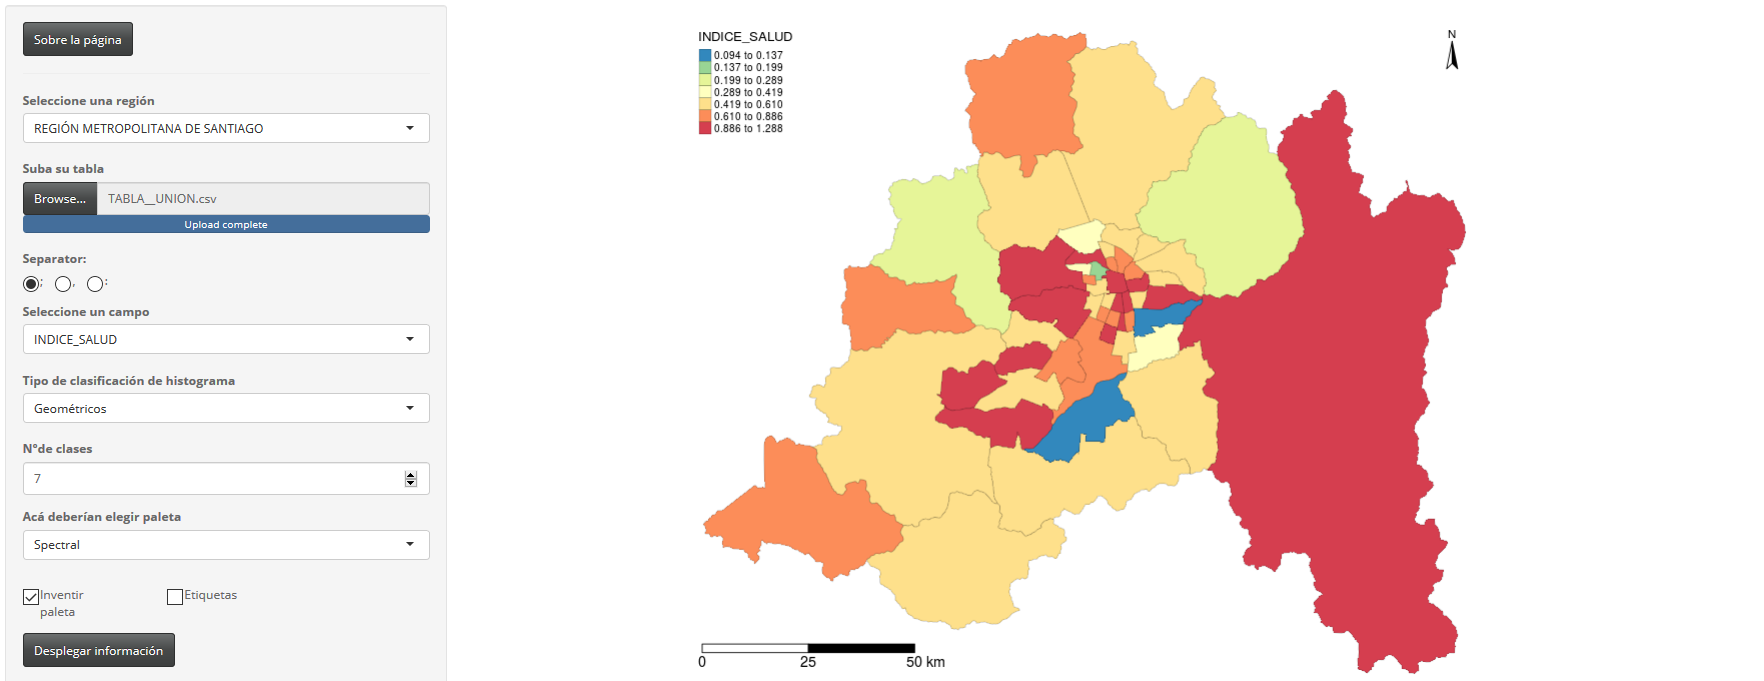 Sobre la página
Seleccione una región
REGIÓN METROPOLITANA DE SANTIAGO
Suba su tabla
Browse... TABLA__UNION.csv
Upload complete
Separator:
; , :
Seleccione un campo
INDICE_SALUD
Tipo de clasificación de histograma
Geométricos
N°de clases
7
Acá deberían elegir paleta
Spectral
Inventir paleta
Etiquetas
Desplegar información
INDICE_SALUD
0.094 to 0.137
0.137 to 0.199
0.199 to 0.289
0.289 to 0.419
0.419 to 0.610
0.610 to 0.886
0.886 to 1.288
N
0 25 50 km